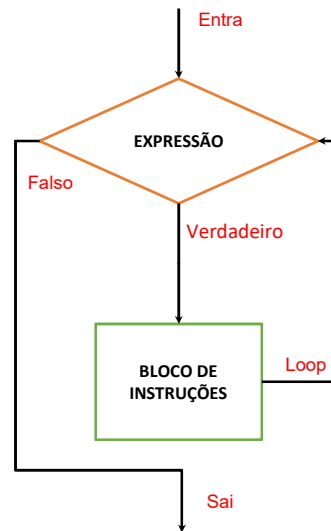 Entra
EXPRESSÃO
Falso
Verdadeiro
BLOCO DE
INSTRUÇÕES
Loop
Sai